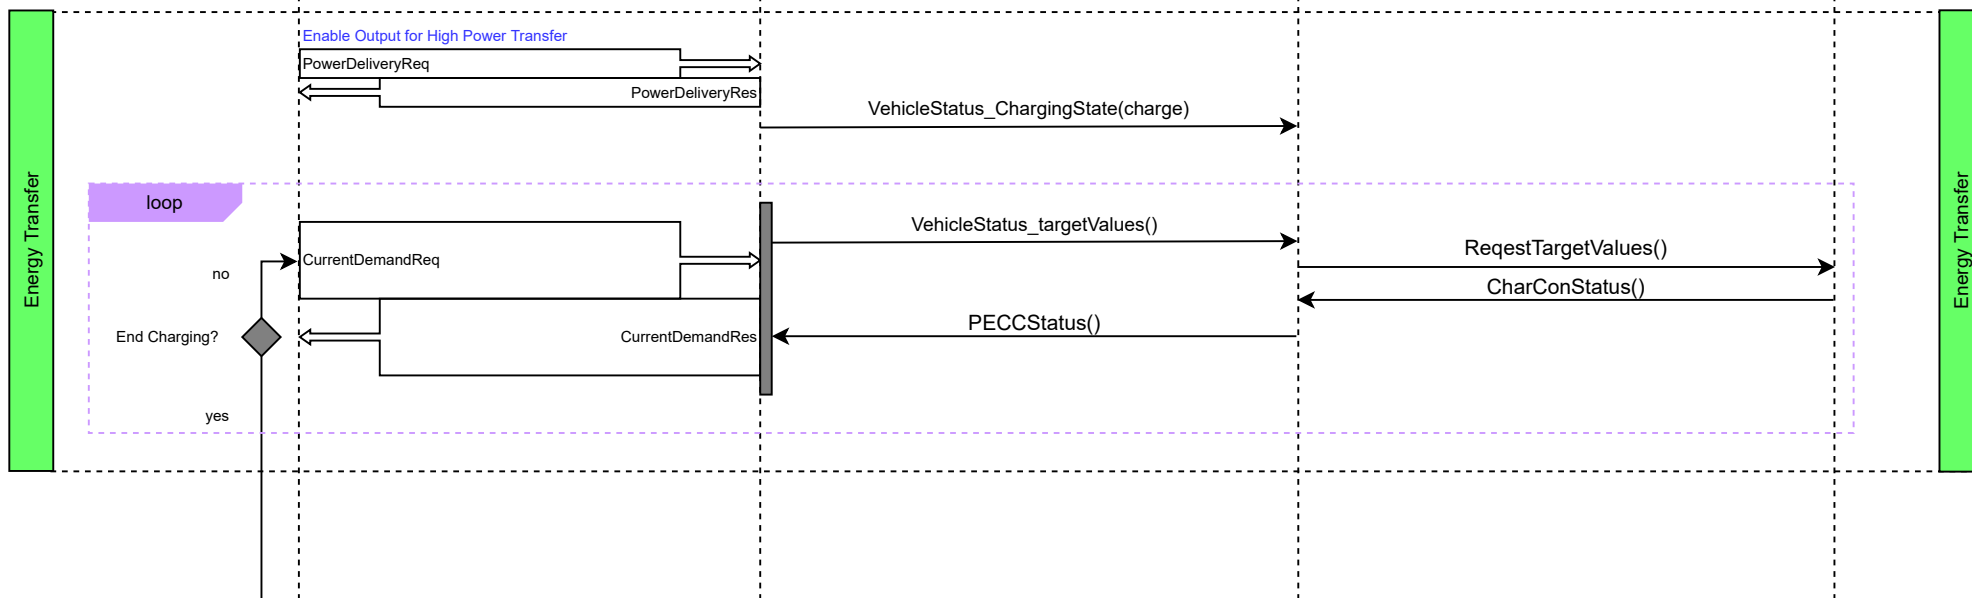 Energy Transfer
Enable Output for High Power Transfer
PowerDeliveryReq
PowerDeliveryRes
VehicleStatus_ChargingState(charge)
loop
VehicleStatus_targetValues()
ReqestTargetValues()
CurrentDemandReq
no
CharConStatus()
PECCStatus()
End Charging?
CurrentDemandRes
yes
Energy Transfer